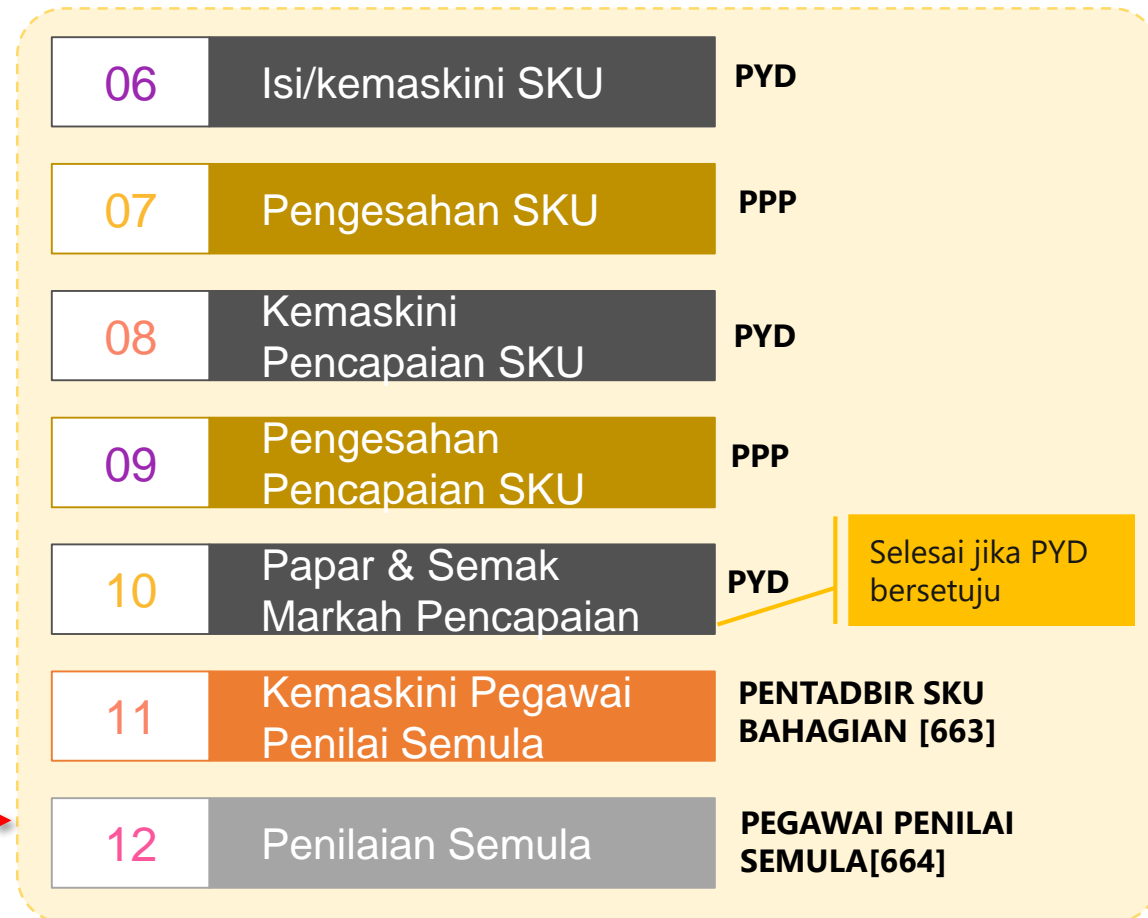 06
Isi/kemaskini SKU
PYD
07
Pengesahan SKU
PPP
08
Kemaskini
Pencapaian SKU
PYD
09
Pengesahan
Pencapaian SKU
PPP
10
Papar & Semak
Markah Pencapaian
PYD
Selesai jika PYD
bersetuju
11
Kemaskini Pegawai
Penilai Semula
PENTADBIR SKU
BAHAGIAN [663]
12
Penilaian Semula
PEGAWAI PENILAI
SEMULA[664]